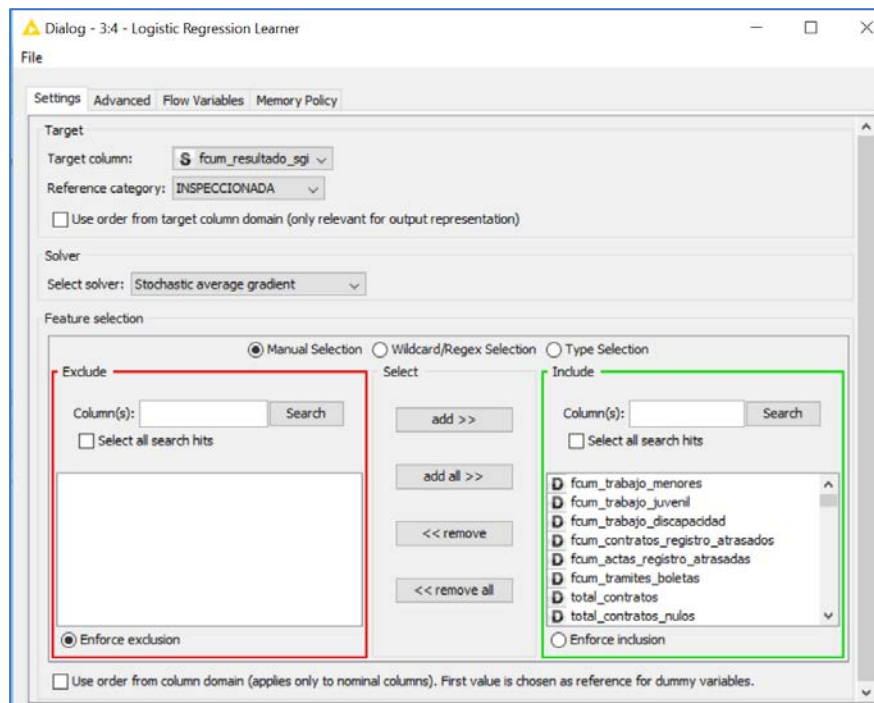 Dialog - 3:4 - Logistic Regression Learner
File
Settings Advanced Flow Variables Memory Policy
Target
Target column: S fcum_resultado_sgi
Reference category: INSPECCIONADA
Use order from target column domain (only relevant for output representation)
Solver
Select solver: Stochastic average gradient
Feature selection
Manual Selection Wildcard/Regex Selection Type Selection
Exclude Select Include
Column(s): Search add >> Column(s): Search
Select all search hits Select all search hits
add all >>
D fcum_trabajo_menores
D fcum_trabajo_juvenil
D fcum_trabajo_discapacidad
<< remove D fcum_contratos_registro_atrasados
D fcum_actas_registro_atrasadas
D fcum_tramites_boletas
<< remove all D total_contratos
D total_contratos_nulos
Enforce exclusion Enforce inclusion
Use order from column domain (applies only to nominal columns). First value is chosen as reference for dummy variables.